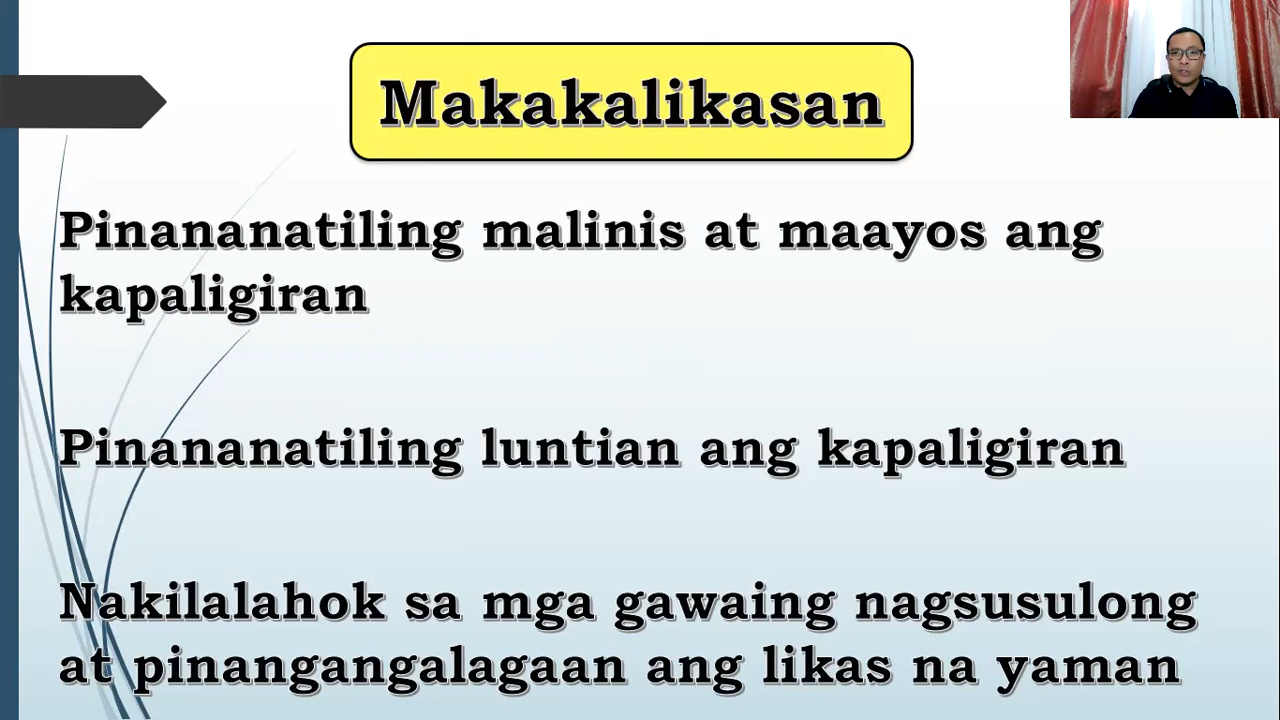 Makakalikasan
Pinananatiling malinis at maayos ang
kapaligiran
Pinananatiling luntian ang kapaligiran
Nakilalahok sa mga gawaing nagsusulong
at pinangangalagaan ang likas na yaman